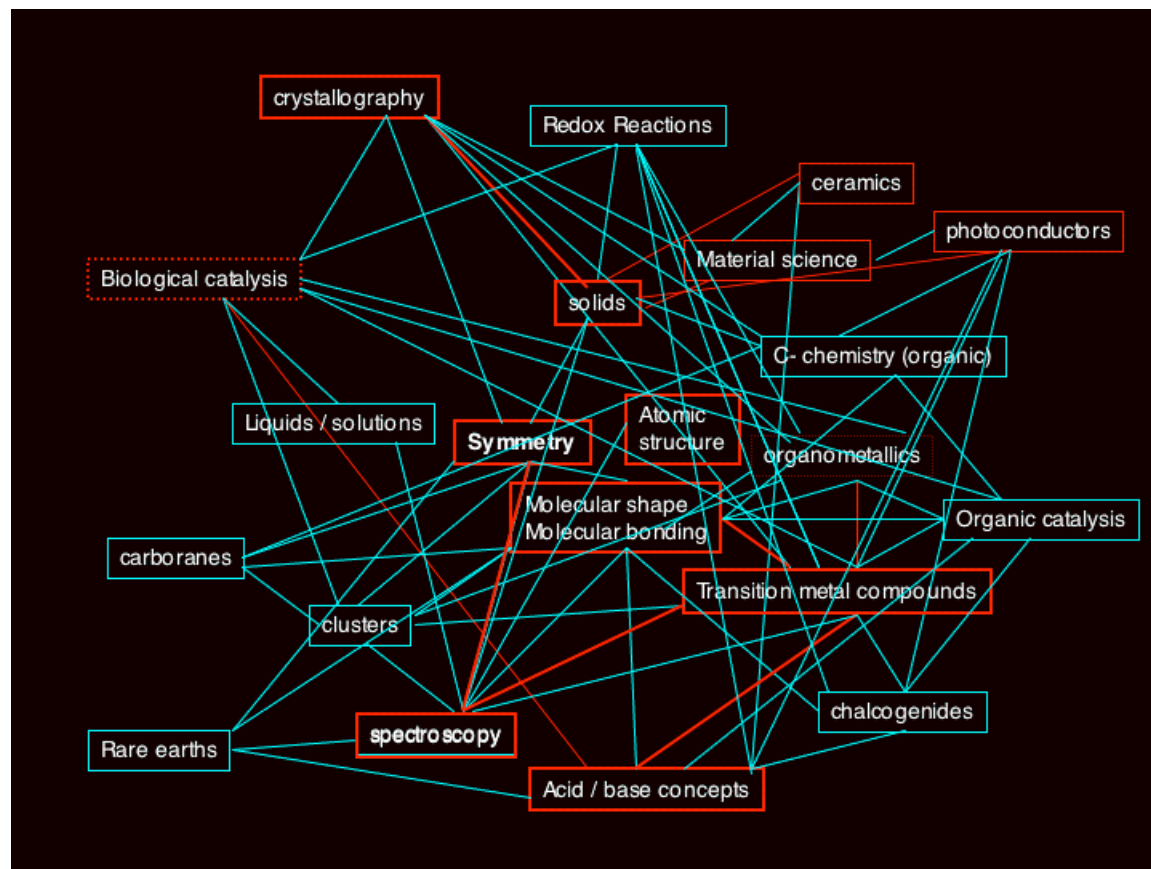 crystallography
Redox Reactions
ceramics
photoconductors
Material science
Biological catalysis
solids
C- chemistry (organic)
Liquids / solutions
Symmetry
Atomic
structure
organometallics
Molecular shape
Molecular bonding
Organic catalysis
carboranes
Transition metal compounds
clusters
chalcogenides
spectroscopy
Rare earths
Acid / base concepts